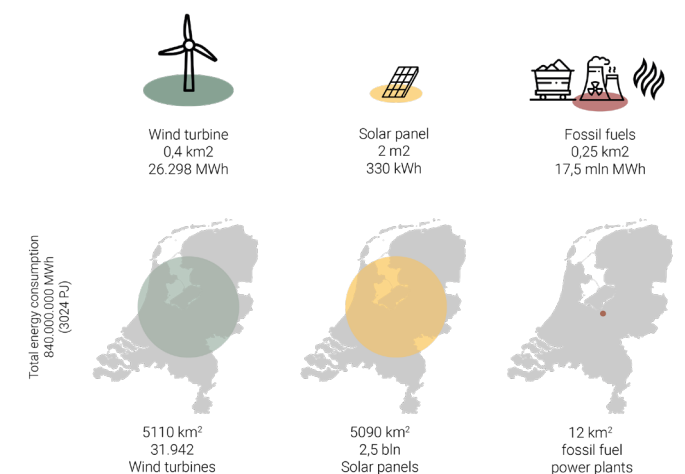 Wind turbine
0,4 km2
26.298 MWh
Solar panel
2 m2
330 kWh
Fossil fuels
0,25 km2
17,5 mln MWh
Total energy consumption
840.000.000 MWh
(3024 PJ)
5110 km²
31.942
Wind turbines
5090 km²
2,5 bln
Solar panels
12 km²
fossil fuel
power plants